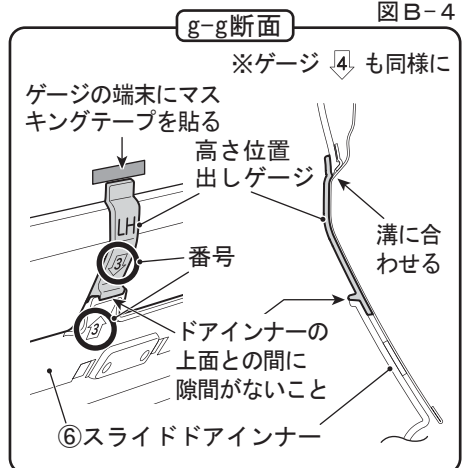 図B-4
g-g断面
※ゲージ 4 も同様に
ゲージの端末にマス
キングテープを貼る
高さ位置
出しゲージ
LH
溝に合
わせる
3
番号
3
ドアインナーの
上面との間に
隙間がないこと
⑥スライドドアインナー